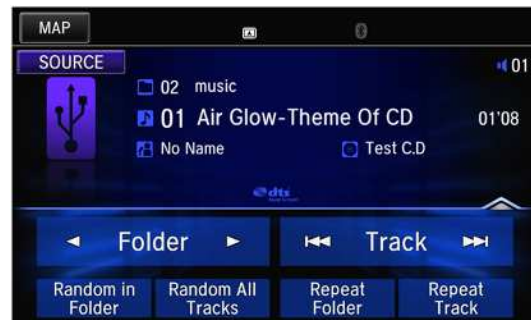 MAP
SOURCE
01
02 music
01 Air Glow-Theme Of CD 01'08
No Name Test C.D
dts
Folder Track
Random in Folder Random All Tracks Repeat Folder Repeat Track